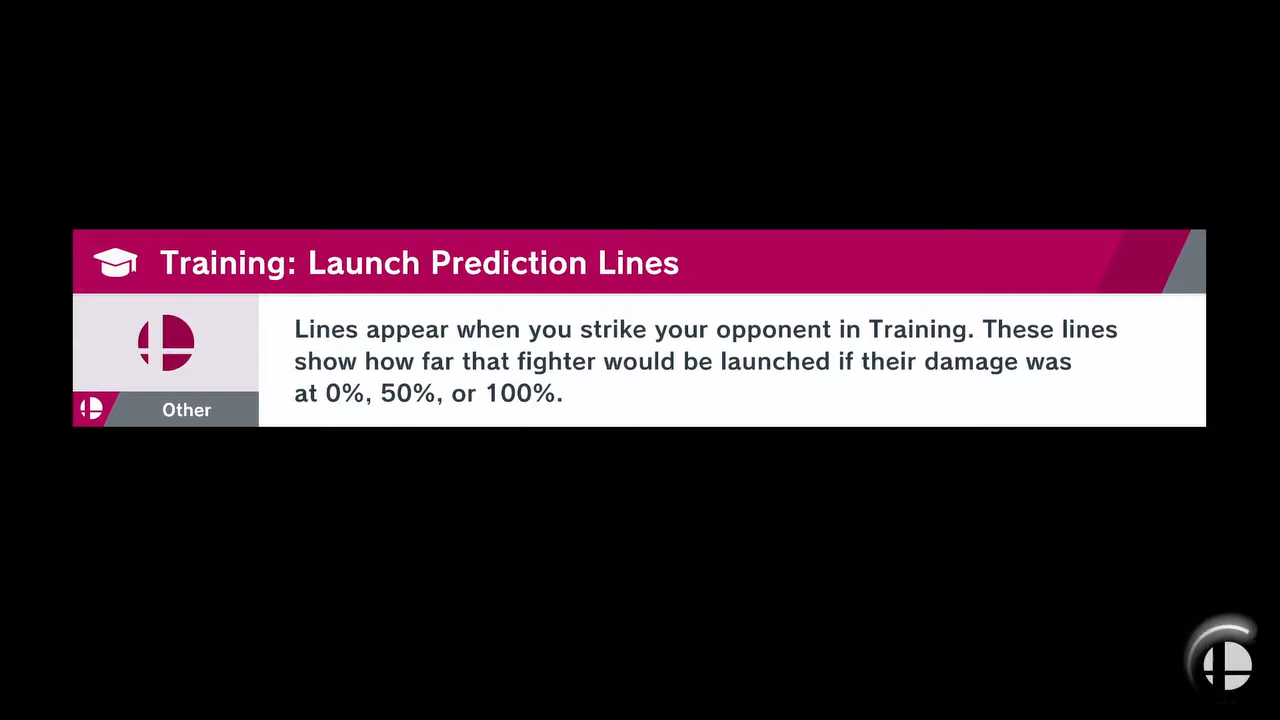 Training: Launch Prediction Lines
Lines appear when you strike your opponent in Training. These lines
show how far that fighter would be launched if their damage was
at 0%, 50%, or 100%.
Other